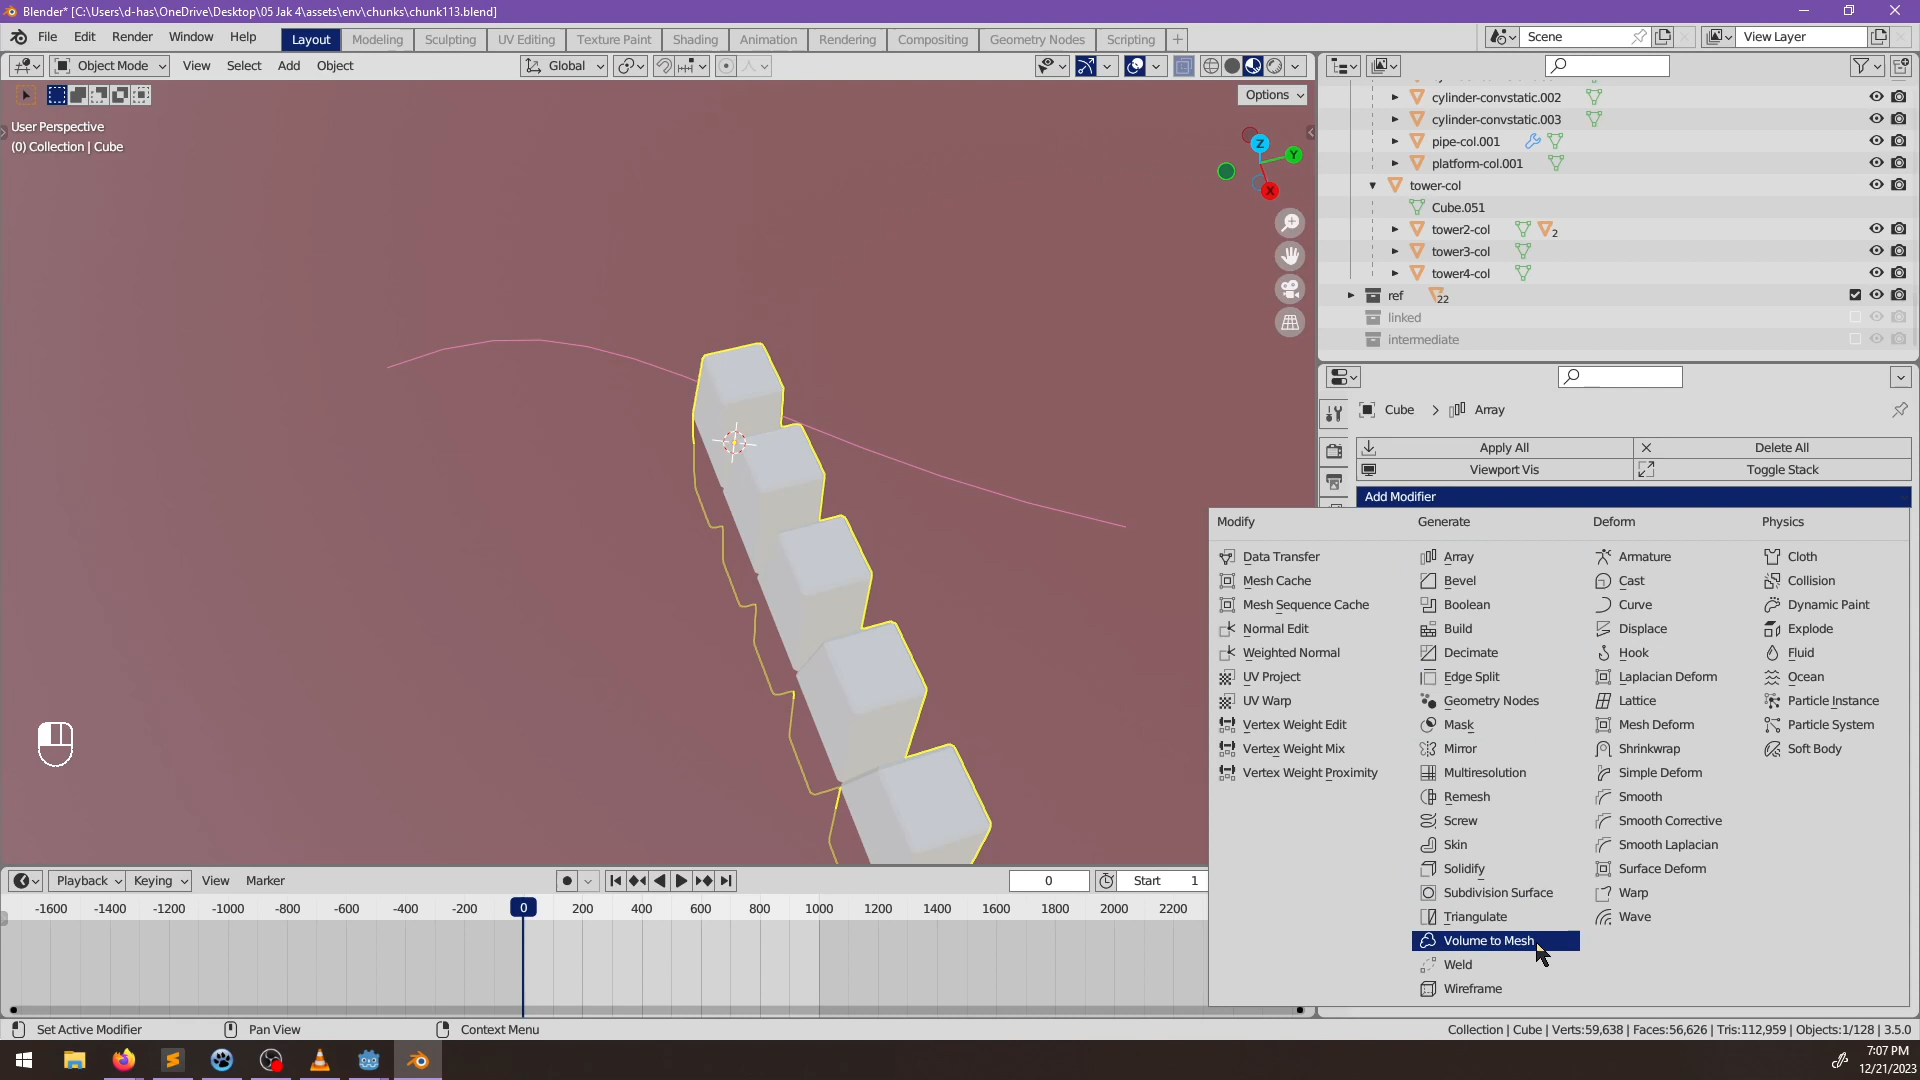 Blender* [C:\Users\d-has\OneDrive\Desktop\05 Jak 4\assets\env\chunks\chunk113.blend]
File Edit Render Window Help Layout Modeling Sculpting UV Editing Texture Paint Shading Animation Rendering Compositing Geometry Nodes Scripting + Scene View Layer
Object Mode View Select Add Object Global
Options
User Perspective
(0) Collection | Cube
Z
Y
X
cylinder-convstatic.002
cylinder-convstatic.003
pipe-col.001
platform-col.001
tower-col
Cube.051
tower2-col 2
tower3-col
tower4-col
ref 22
linked
intermediate
Cube > Array
Apply All Delete All
Viewport Vis Toggle Stack
Add Modifier
Modify
Data Transfer
Mesh Cache
Mesh Sequence Cache
Normal Edit
Weighted Normal
UV Project
UV Warp
Vertex Weight Edit
Vertex Weight Mix
Vertex Weight Proximity
Generate
Array
Bevel
Boolean
Build
Decimate
Edge Split
Geometry Nodes
Mask
Mirror
Multiresolution
Remesh
Screw
Skin
Solidify
Subdivision Surface
Triangulate
Volume to Mesh
Weld
Wireframe
Deform
Armature
Cast
Curve
Displace
Hook
Laplacian Deform
Lattice
Mesh Deform
Shrinkwrap
Simple Deform
Smooth
Smooth Corrective
Smooth Laplacian
Surface Deform
Warp
Wave
Physics
Cloth
Collision
Dynamic Paint
Explode
Fluid
Ocean
Particle Instance
Particle System
Soft Body
Playback Keying View Marker 0 Start 1
-1600 -1400 -1200 -1000 -800 -600 -400 -200 0 200 400 600 800 1000 1200 1400 1600 1800 2000 2200
Set Active Modifier Pan View Context Menu Collection | Cube | Verts:59,638 | Faces:56,626 | Tris:112,959 | Objects:1/128 | 3.5.0
7:07 PM
12/21/2023